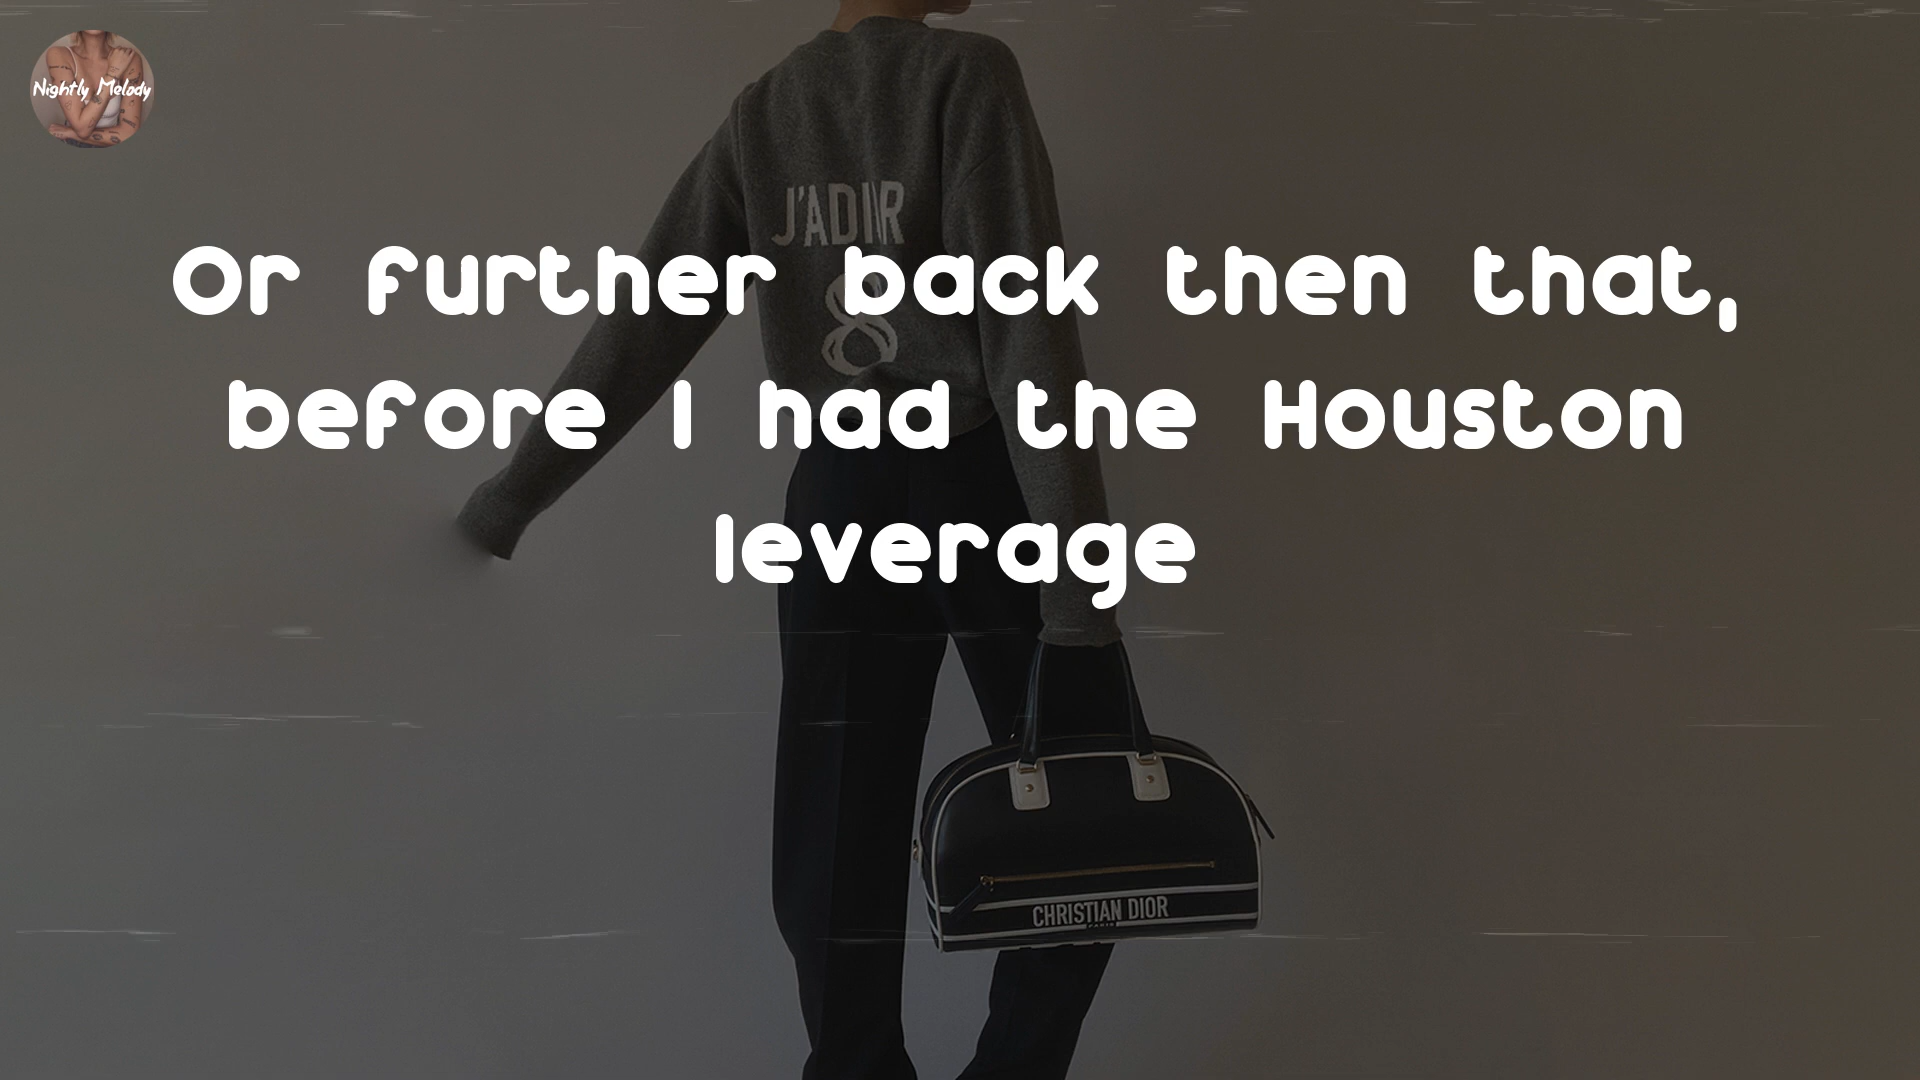 Nightly Melody
J'ADIOR
8
Or further back then that,
before I had the Houston
leverage
CHRISTIAN DIOR